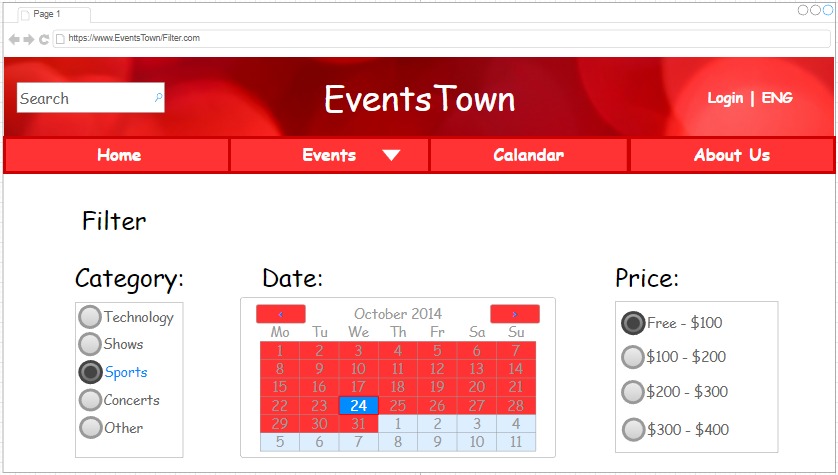 Page 1
https://www.EventsTown/Filter.com
Search EventsTown Login | ENG
Home Events Calandar About Us
Filter
Category: Date: Price:
Technology
Shows
Sports
Concerts
Other
‹ October 2014 ›
Mo Tu We Th Fr Sa Su
1 2 3 4 5 6 7
8 9 10 11 12 13 14
15 16 17 18 19 20 21
22 23 24 25 26 27 28
29 30 31 1 2 3 4
5 6 7 8 9 10 11
Free - $100
$100 - $200
$200 - $300
$300 - $400